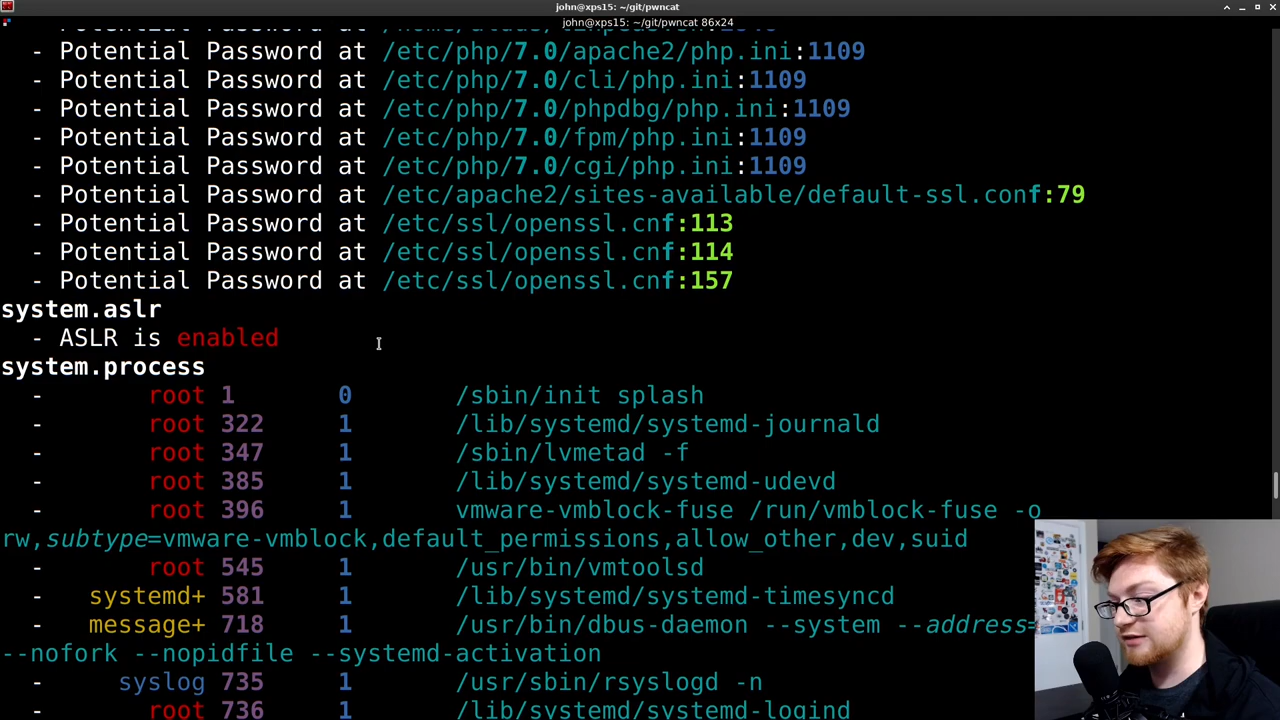 john@xps15: ~/git/pwncat
john@xps15: ~/git/pwncat 86x24
- Potential Password at
- Potential Password at /etc/php/7.0/apache2/php.ini:1109
- Potential Password at /etc/php/7.0/cli/php.ini:1109
- Potential Password at /etc/php/7.0/phpdbg/php.ini:1109
- Potential Password at /etc/php/7.0/fpm/php.ini:1109
- Potential Password at /etc/php/7.0/cgi/php.ini:1109
- Potential Password at /etc/apache2/sites-available/default-ssl.conf:79
- Potential Password at /etc/ssl/openssl.cnf:113
- Potential Password at /etc/ssl/openssl.cnf:114
- Potential Password at /etc/ssl/openssl.cnf:157
system.aslr
- ASLR is enabled
system.process
- root 1 0 /sbin/init splash
- root 322 1 /lib/systemd/systemd-journald
- root 347 1 /sbin/lvmetad -f
- root 385 1 /lib/systemd/systemd-udevd
- root 396 1 vmware-vmblock-fuse /run/vmblock-fuse -o
rw,subtype=vmware-vmblock,default_permissions,allow_other,dev,suid
- root 545 1 /usr/bin/vmtoolsd
- systemd+ 581 1 /lib/systemd/systemd-timesyncd
- message+ 718 1 /usr/bin/dbus-daemon --system --address=
--nofork --nopidfile --systemd-activation
- syslog 735 1 /usr/sbin/rsyslogd -n
- root 736 1 /lib/systemd/systemd-logind